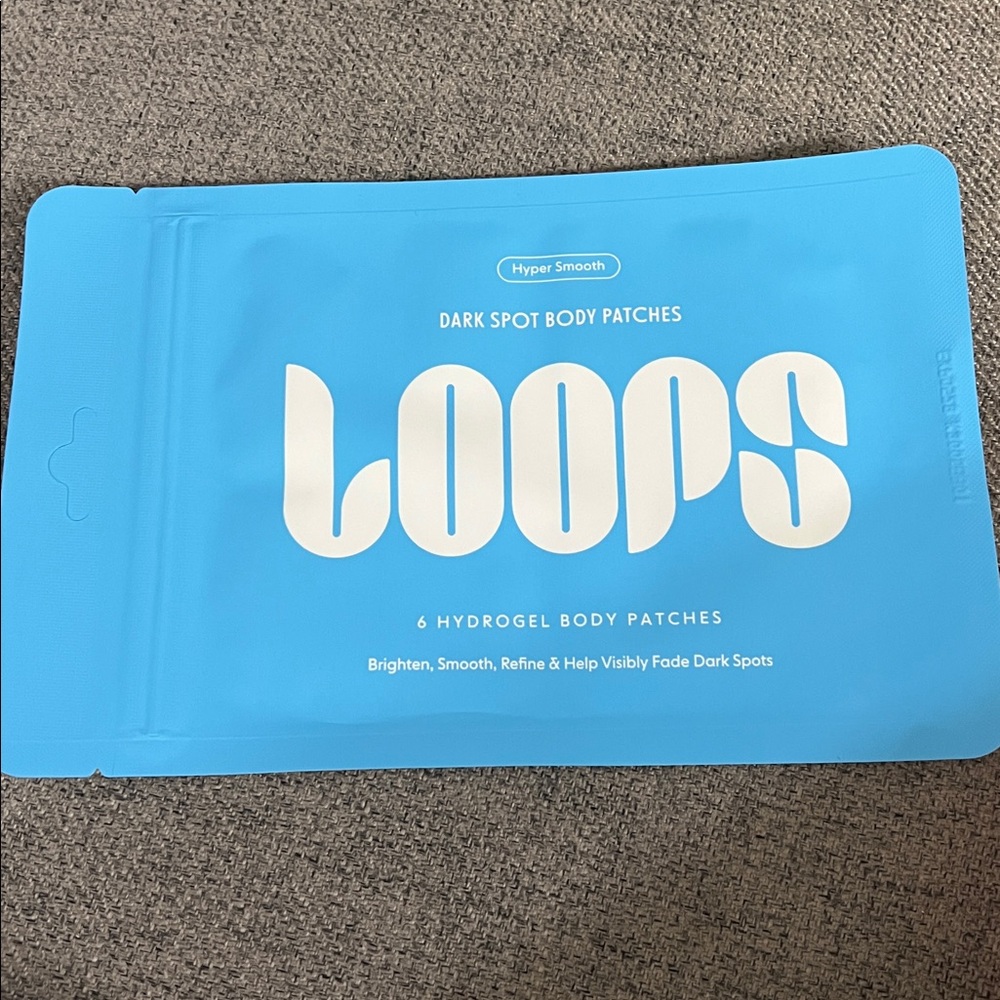 Hyper Smooth
DARK SPOT BODY PATCHES
LOOPS
6 HYDROGEL BODY PATCHES
Brighten, Smooth, Refine & Help Visibly Fade Dark Spots